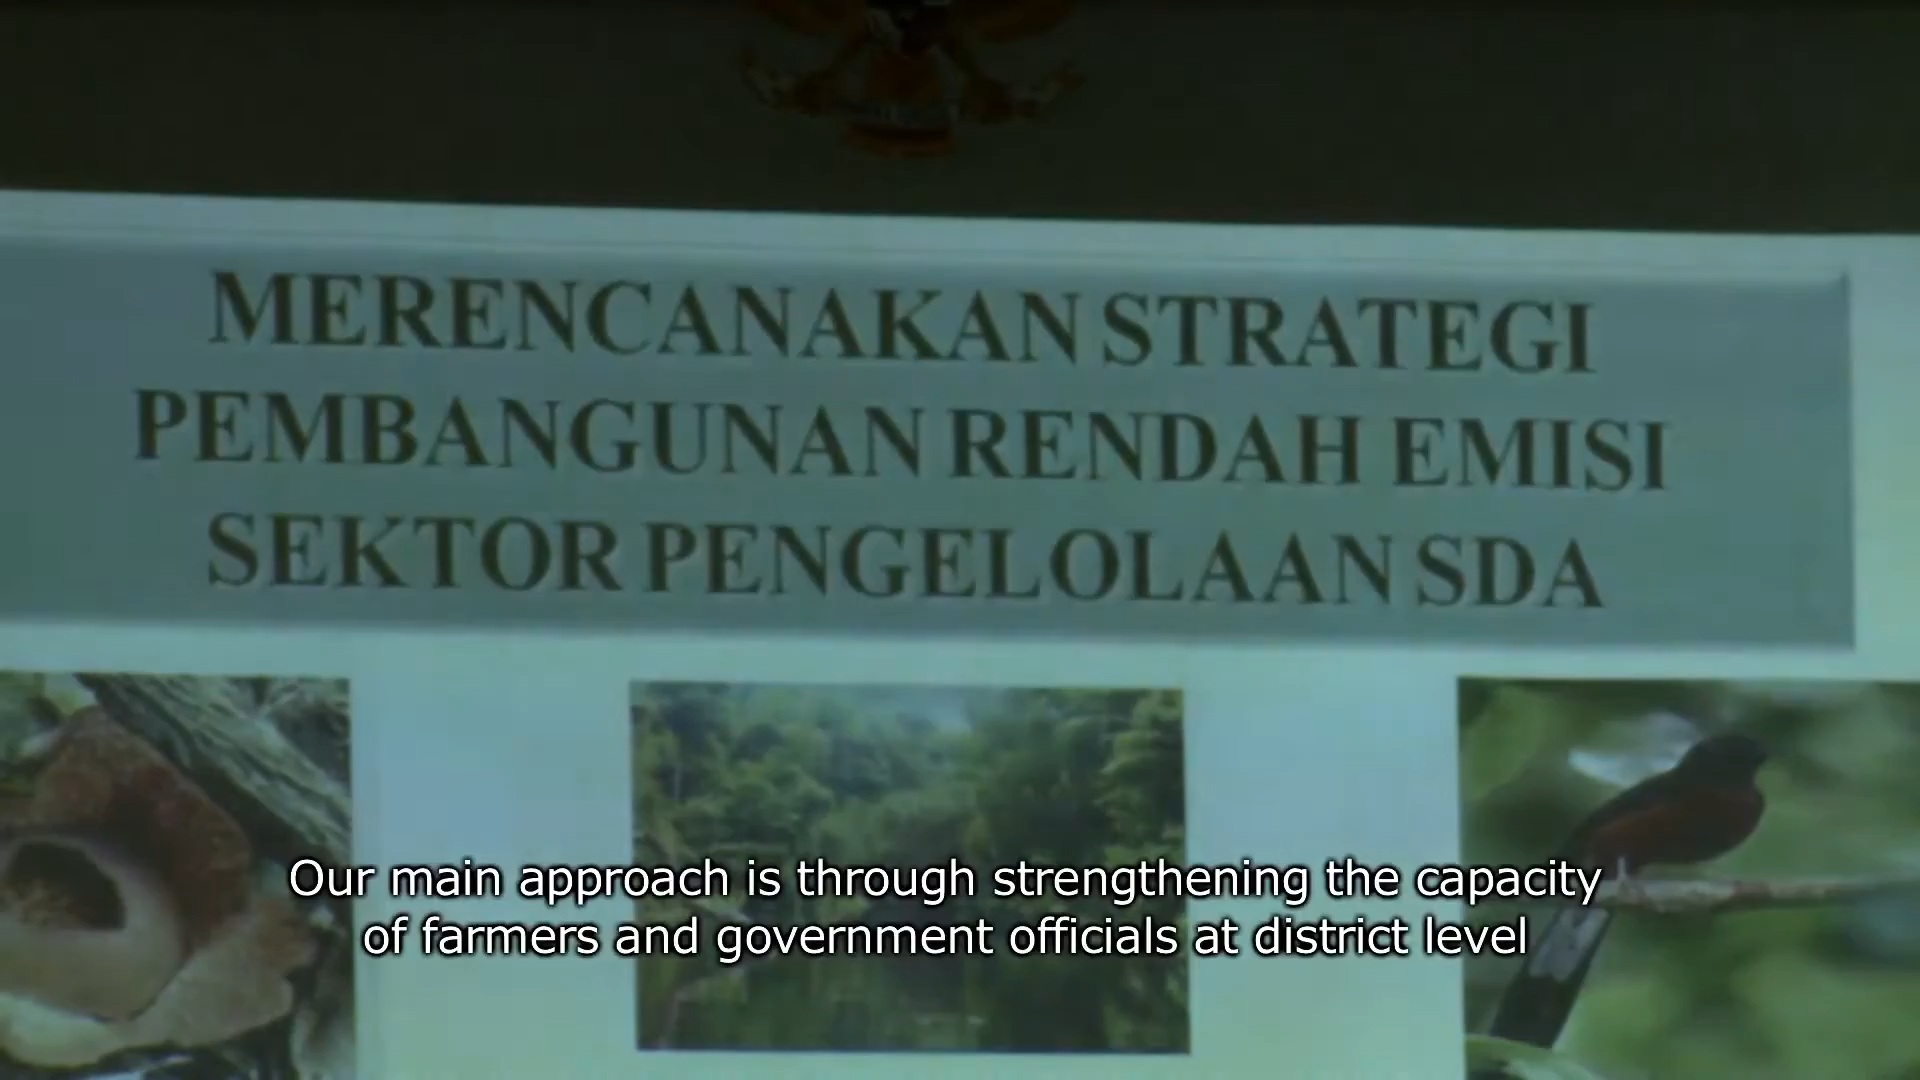 MERENCANAKAN STRATEGI
PEMBANGUNAN RENDAH EMISI
SEKTOR PENGELOLAAN SDA
Our main approach is through strengthening the capacity
of farmers and government officials at district level